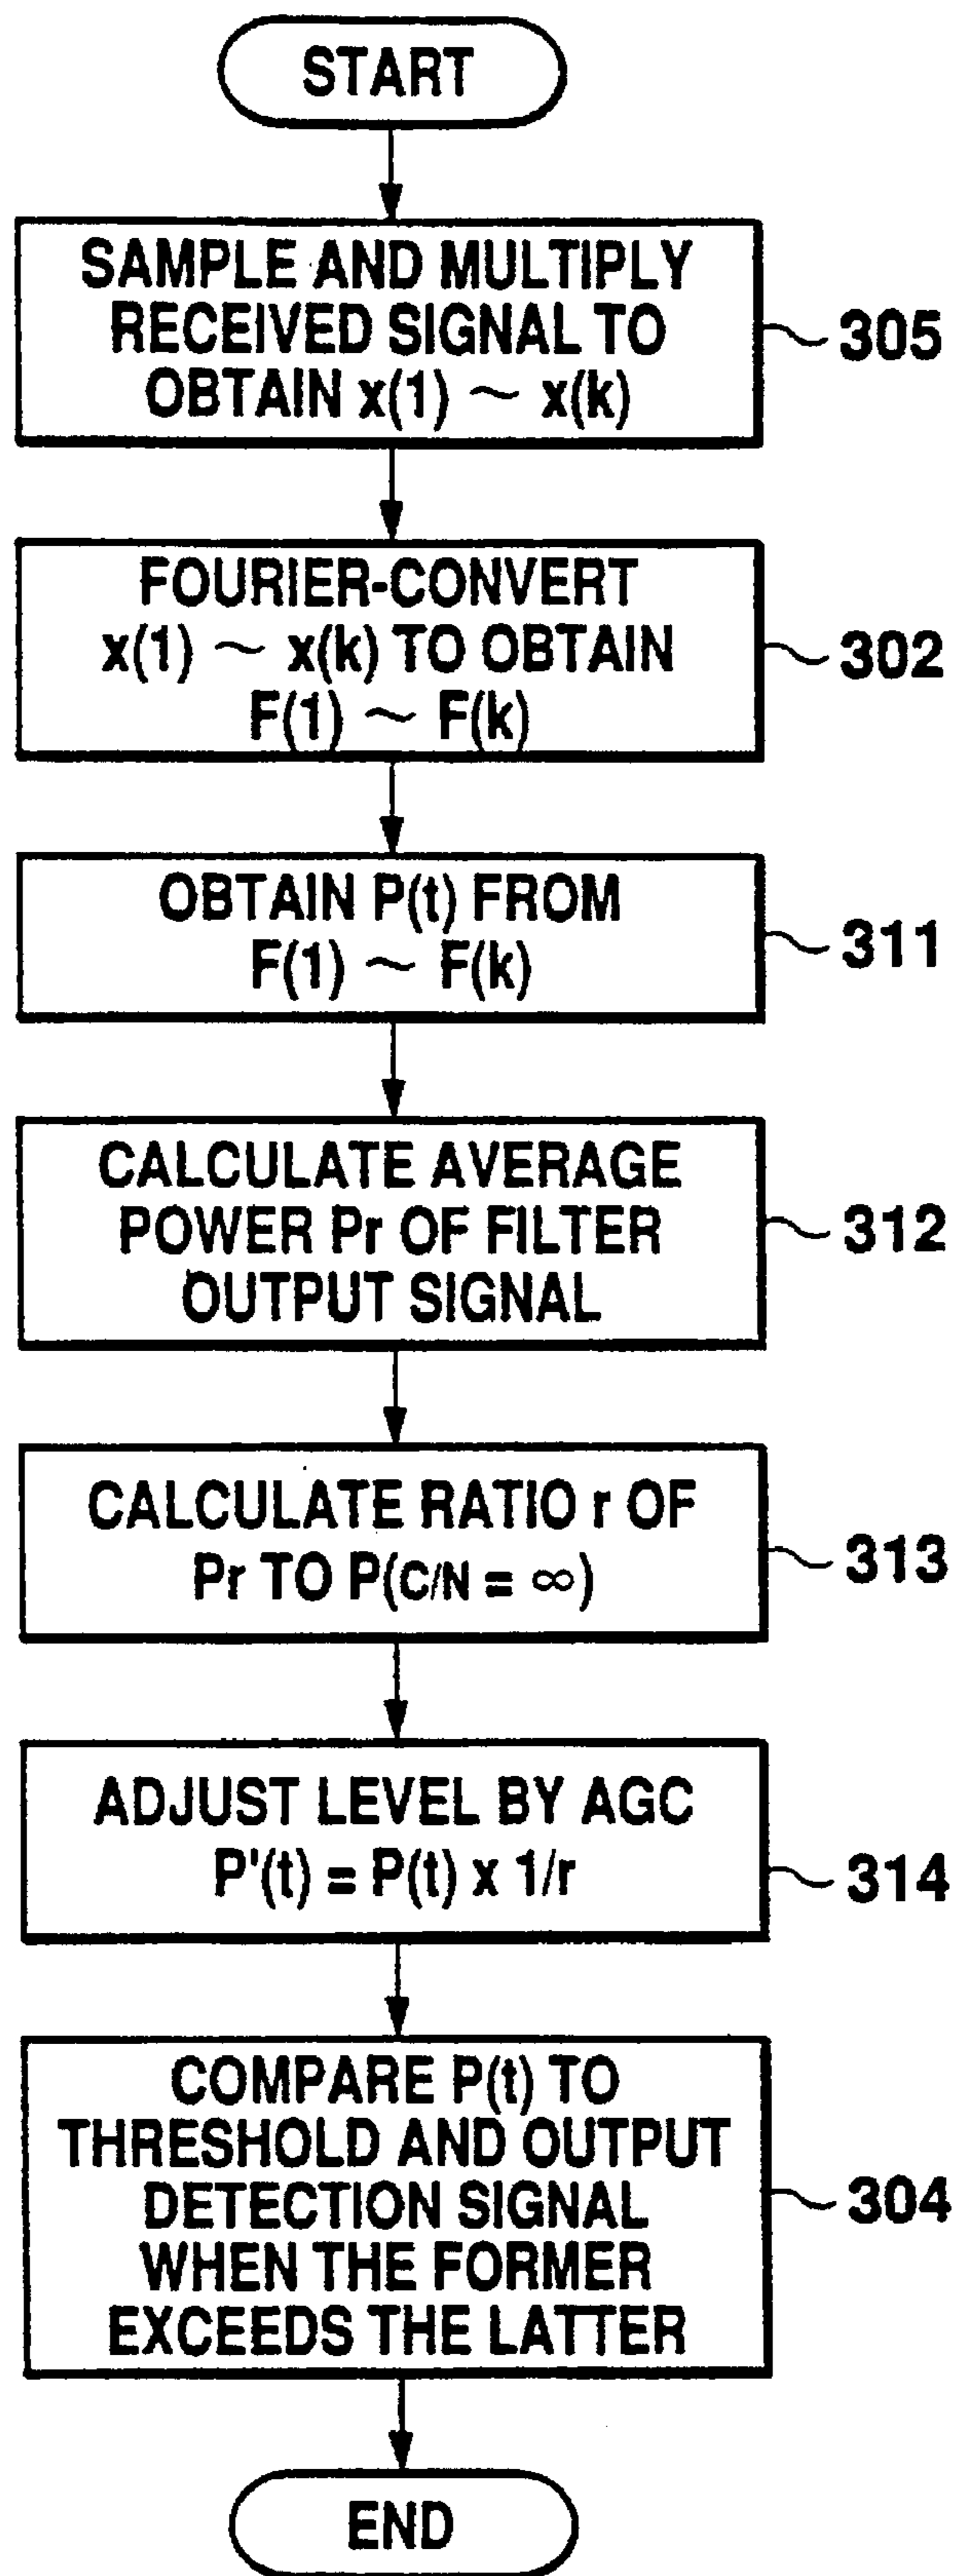 START
SAMPLE AND MULTIPLY
RECEIVED SIGNAL TO
OBTAIN x(1) ~ x(k)
305
FOURIER-CONVERT
x(1) ~ x(k) TO OBTAIN
F(1) ~ F(k)
302
OBTAIN P(t) FROM
F(1) ~ F(k)
311
CALCULATE AVERAGE
POWER Pr OF FILTER
OUTPUT SIGNAL
312
CALCULATE RATIO r OF
Pr TO P(C/N = ∞)
313
ADJUST LEVEL BY AGC
P'(t) = P(t) x 1/r
314
COMPARE P(t) TO
THRESHOLD AND OUTPUT
DETECTION SIGNAL
WHEN THE FORMER
EXCEEDS THE LATTER
304
END